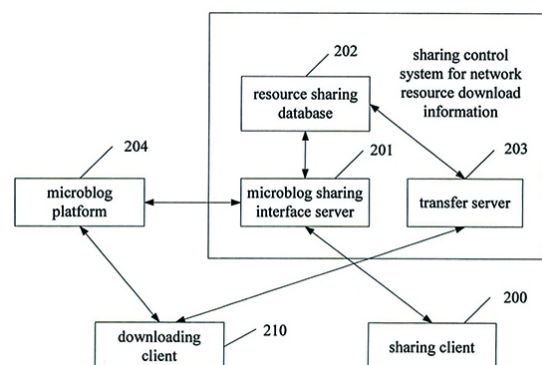 sharing control
system for network
resource download
information
202
resource sharing
database
204
201
203
microblog
platform
microblog sharing
interface server
transfer server
200
downloading
client
210
sharing client